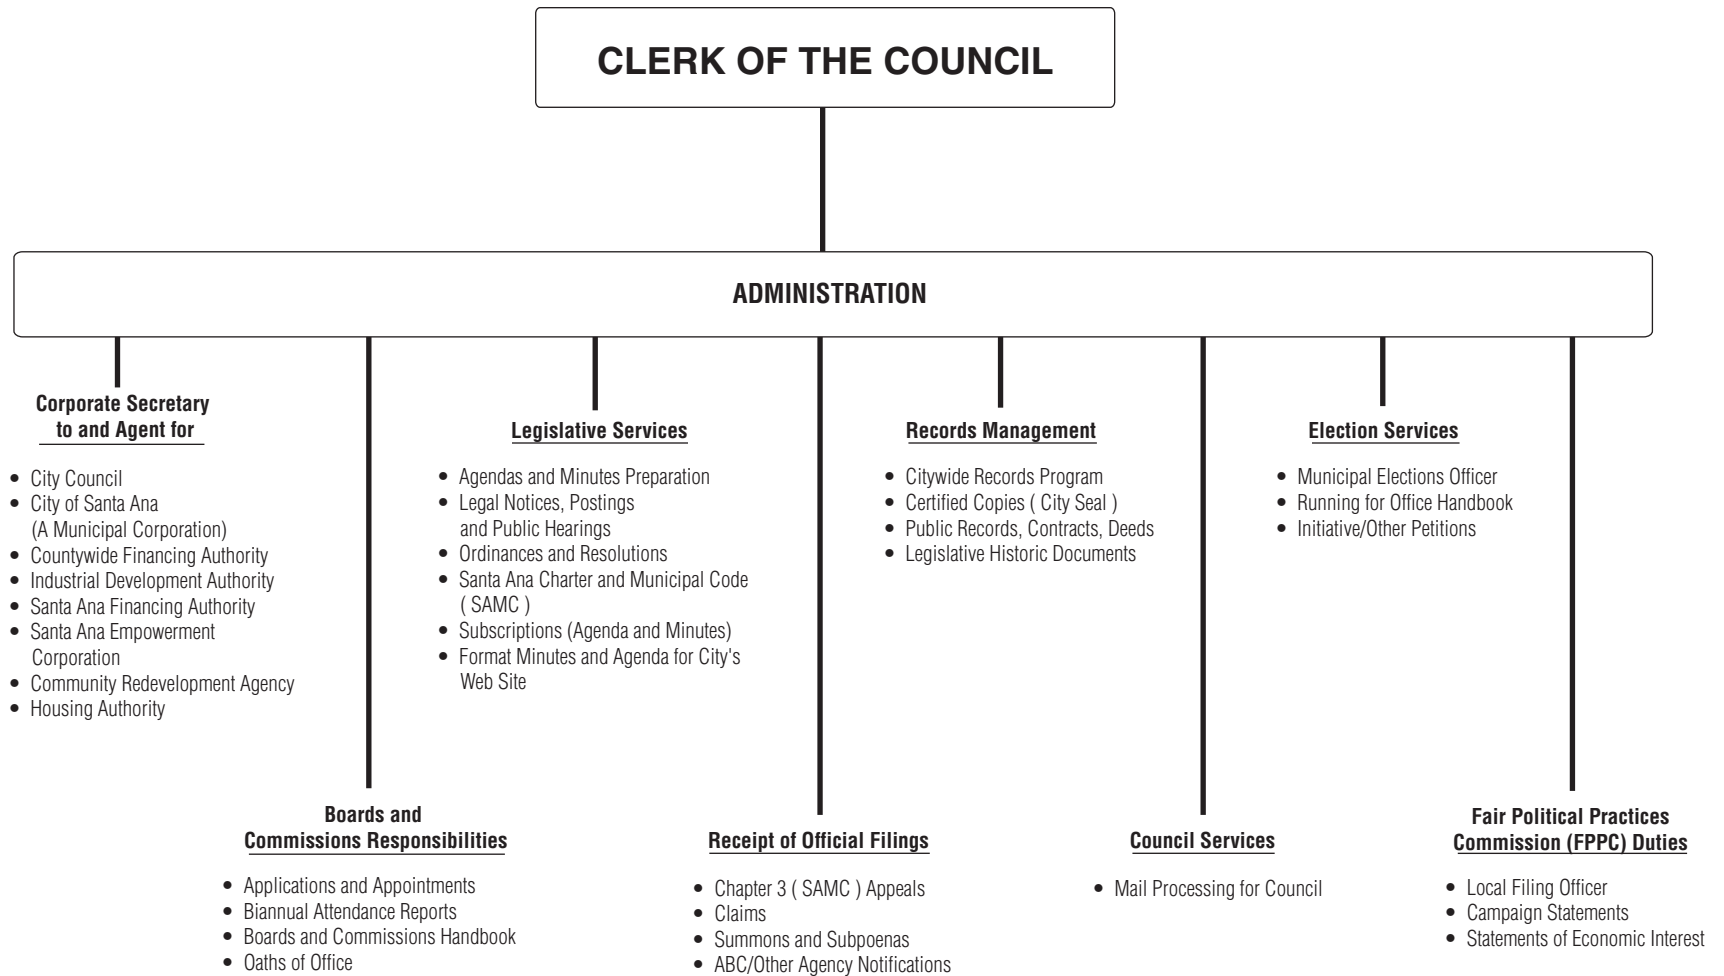 CLERK OF THE COUNCIL
ADMINISTRATION
Corporate Secretary
to and Agent for
• City Council
• City of Santa Ana
(A Municipal Corporation)
• Countywide Financing Authority
• Industrial Development Authority
• Santa Ana Financing Authority
• Santa Ana Empowerment
Corporation
• Community Redevelopment Agency
• Housing Authority
Legislative Services
• Agendas and Minutes Preparation
• Legal Notices, Postings
and Public Hearings
• Ordinances and Resolutions
• Santa Ana Charter and Municipal Code
( SAMC )
• Subscriptions (Agenda and Minutes)
• Format Minutes and Agenda for City's
Web Site
Records Management
• Citywide Records Program
• Certified Copies ( City Seal )
• Public Records, Contracts, Deeds
• Legislative Historic Documents
Election Services
• Municipal Elections Officer
• Running for Office Handbook
• Initiative/Other Petitions
Boards and
Commissions Responsibilities
• Applications and Appointments
• Biannual Attendance Reports
• Boards and Commissions Handbook
• Oaths of Office
Receipt of Official Filings
• Chapter 3 ( SAMC ) Appeals
• Claims
• Summons and Subpoenas
• ABC/Other Agency Notifications
Council Services
• Mail Processing for Council
Fair Political Practices
Commission (FPPC) Duties
• Local Filing Officer
• Campaign Statements
• Statements of Economic Interest